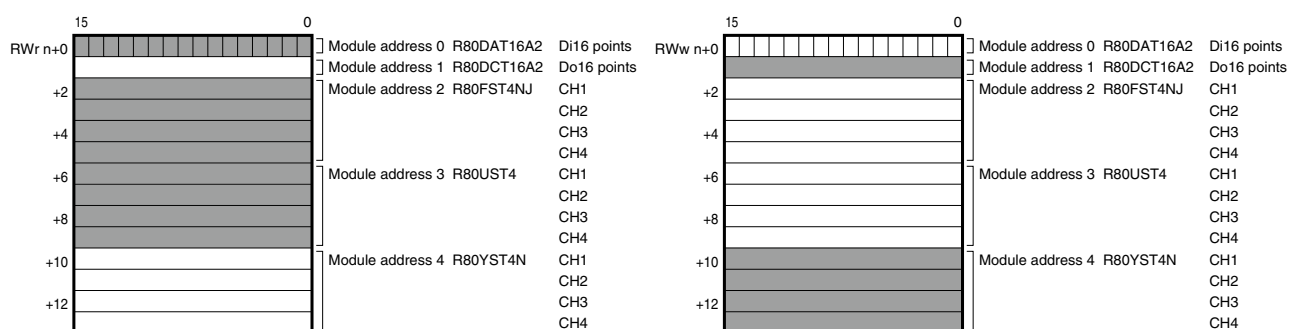 15 0
RWr n+0 Module address 0 R80DAT16A2 Di16 points
Module address 1 R80DCT16A2 Do16 points
+2 Module address 2 R80FST4NJ CH1
CH2
+4 CH3
CH4
+6 Module address 3 R80UST4 CH1
CH2
+8 CH3
CH4
+10 Module address 4 R80YST4N CH1
CH2
+12 CH3
CH4
15 0
RWw n+0 Module address 0 R80DAT16A2 Di16 points
Module address 1 R80DCT16A2 Do16 points
+2 Module address 2 R80FST4NJ CH1
CH2
+4 CH3
CH4
+6 Module address 3 R80UST4 CH1
CH2
+8 CH3
CH4
+10 Module address 4 R80YST4N CH1
CH2
+12 CH3
CH4